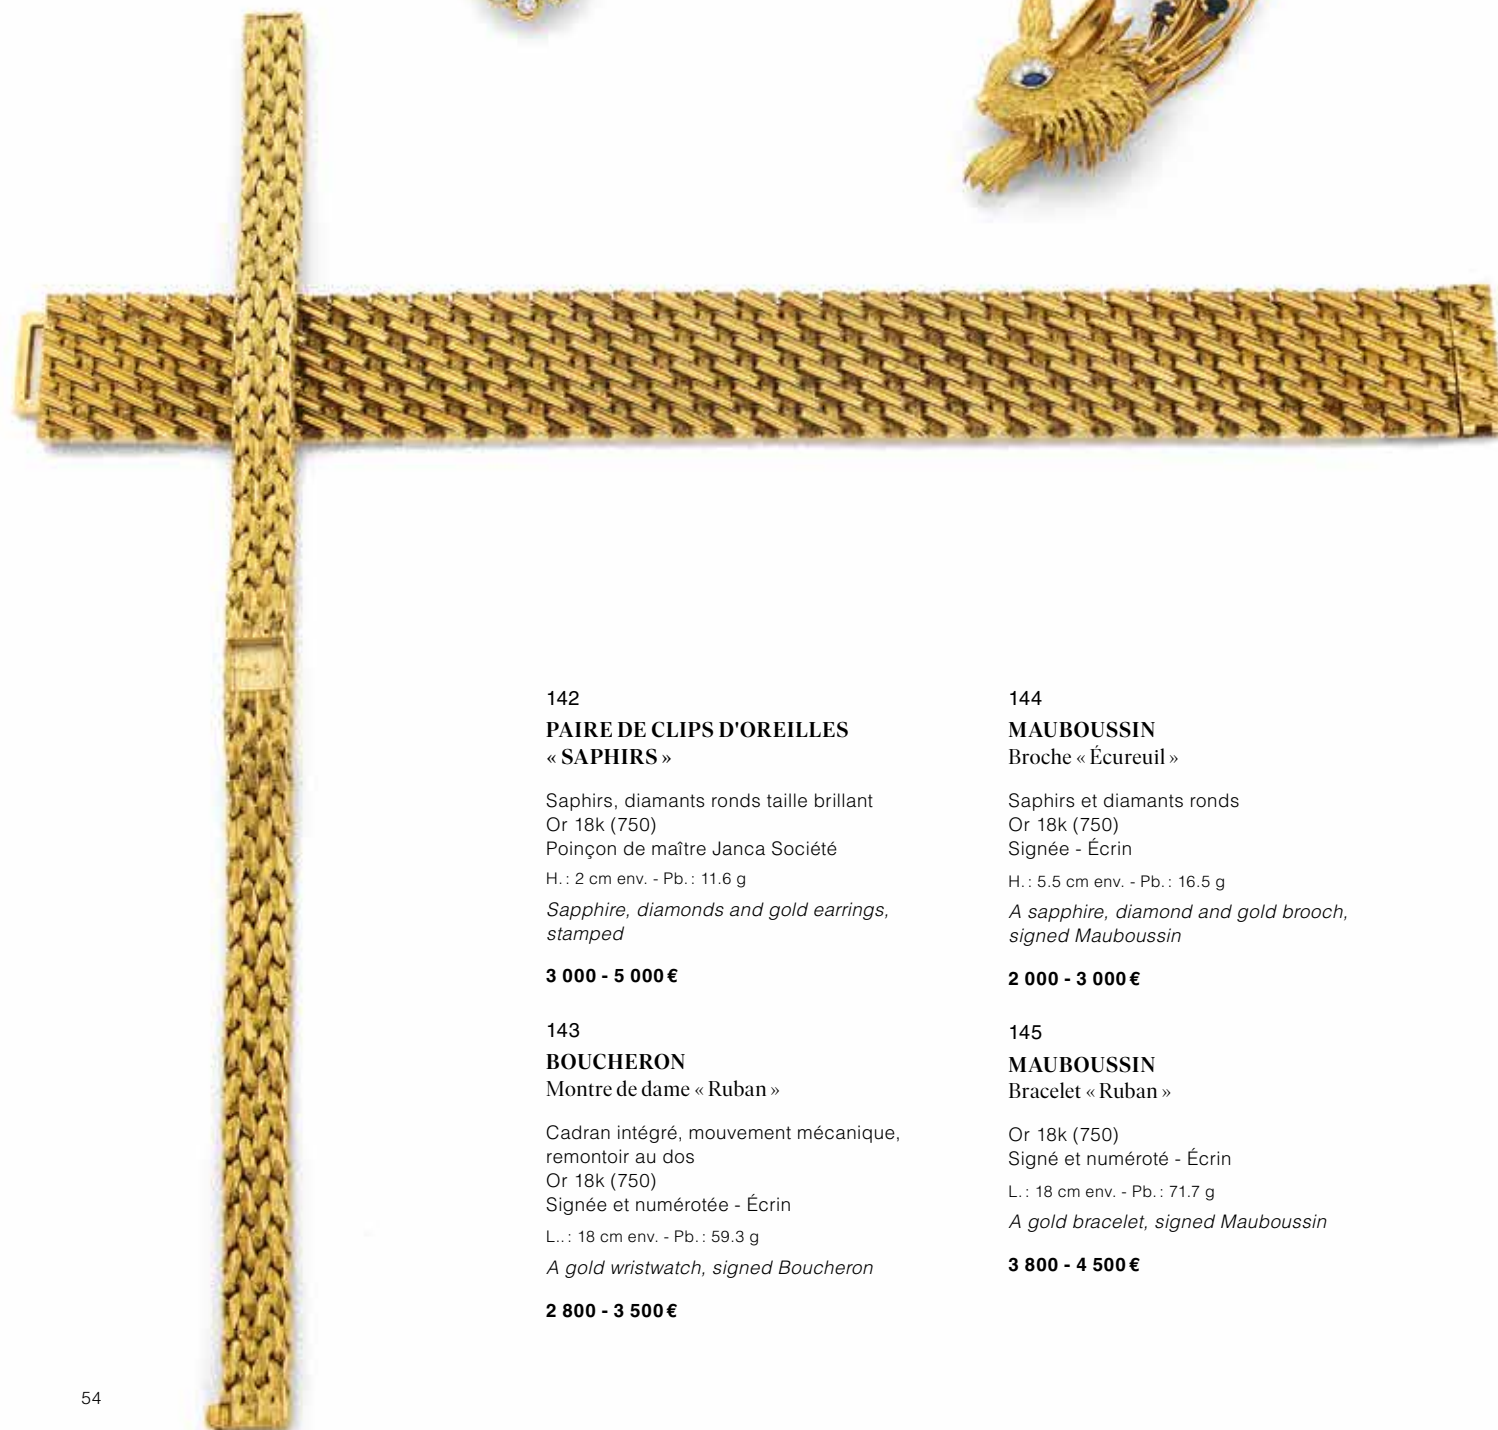 142
PAIRE DE CLIPS D'OREILLES
« SAPHIRS »
Saphirs, diamants ronds taille brillant
Or 18k (750)
Poinçon de maître Janca Société
H. : 2 cm env. - Pb. : 11.6 g
Sapphire, diamonds and gold earrings,
stamped
3 000 - 5 000 €
143
BOUCHERON
Montre de dame « Ruban »
Cadran intégré, mouvement mécanique,
remontoir au dos
Or 18k (750)
Signée et numérotée - Écrin
L.. : 18 cm env. - Pb. : 59.3 g
A gold wristwatch, signed Boucheron
2 800 - 3 500 €
144
MAUBOUSSIN
Broche « Écureuil »
Saphirs et diamants ronds
Or 18k (750)
Signée - Écrin
H. : 5.5 cm env. - Pb. : 16.5 g
A sapphire, diamond and gold brooch,
signed Mauboussin
2 000 - 3 000 €
145
MAUBOUSSIN
Bracelet « Ruban »
Or 18k (750)
Signé et numéroté - Écrin
L. : 18 cm env. - Pb. : 71.7 g
A gold bracelet, signed Mauboussin
3 800 - 4 500 €
54